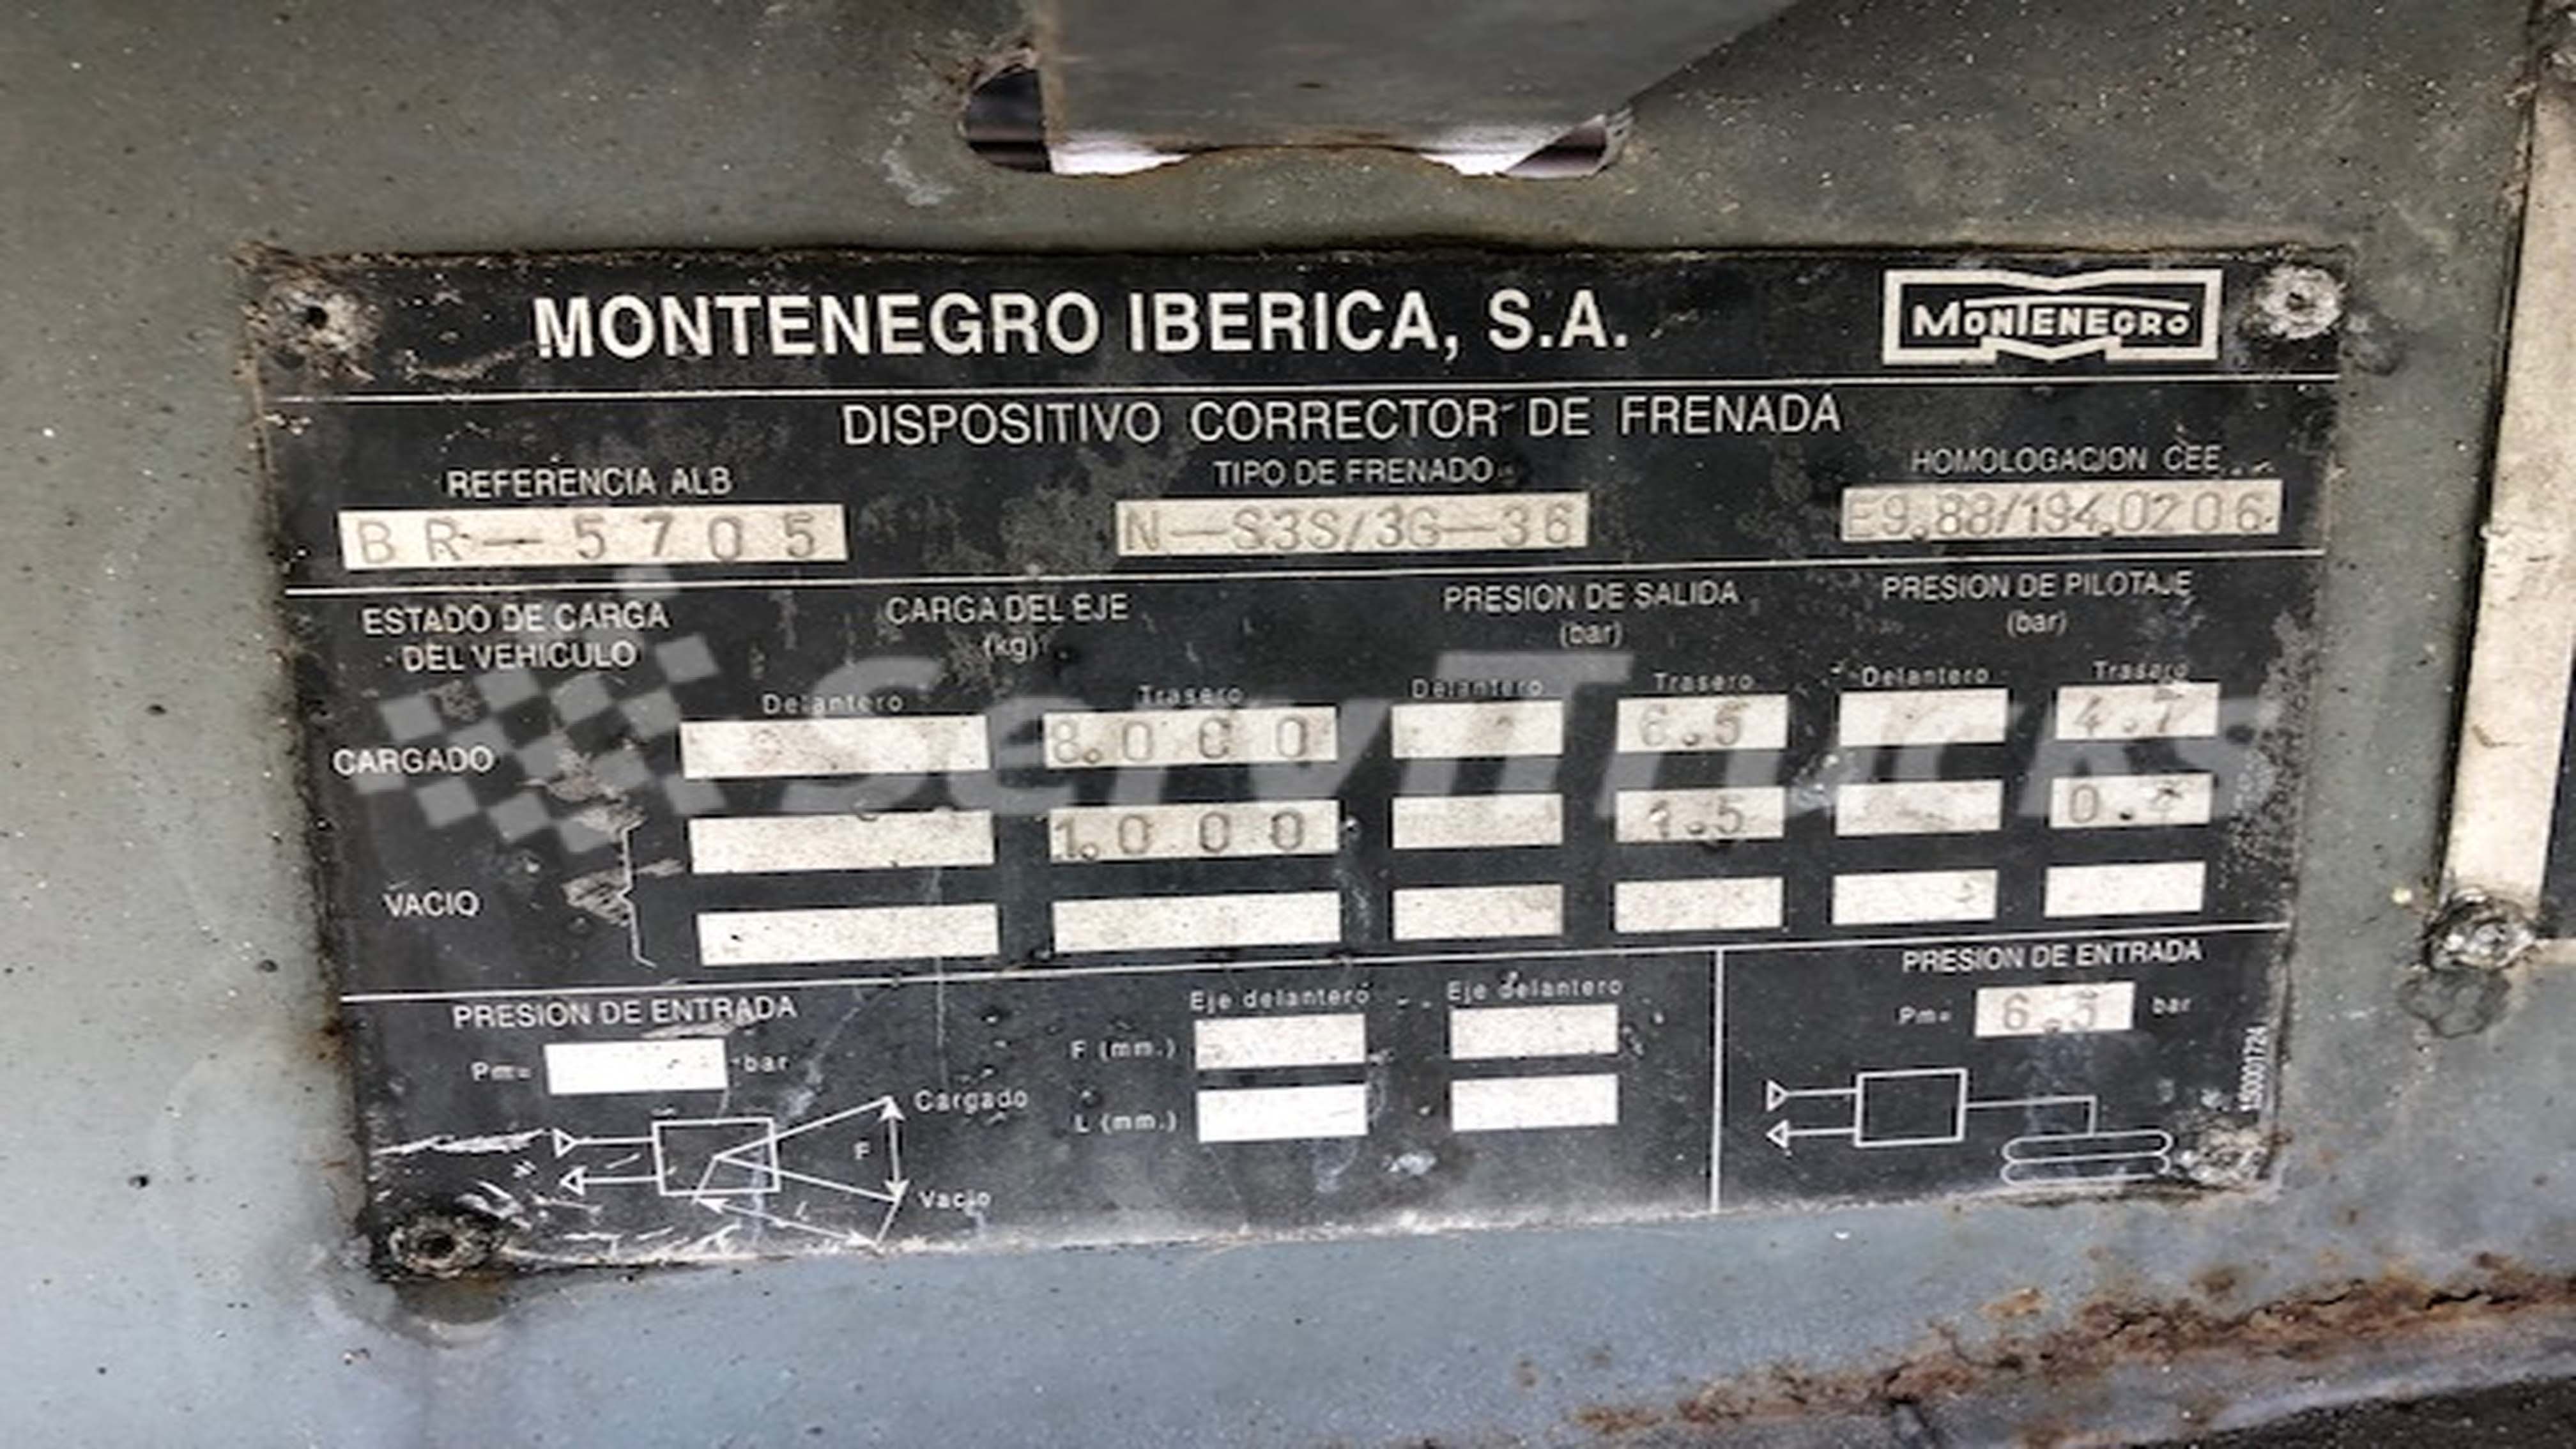 MONTENEGRO IBERICA, S.A.
MONTENEGRO
DISPOSITIVO CORRECTOR DE FRENADA
REFERENCIA ALB TIPO DE FRENADO HOMOLOGACION CEE
BR-5705 N-S3S/3G-36 E9.88/194.0206
ESTADO DE CARGA DEL VEHICULO CARGA DEL EJE (kg) PRESION DE SALIDA (bar) PRESION DE PILOTAJE (bar)
Delantero Trasero Delantero Trasero Delantero Trasero
CARGADO 8.000 6.5 4.7
1.000 1.5
VACIO
ServiTrucks
PRESION DE ENTRADA
Pm= bar
Cargado
F
L
Vacio
Eje delantero Eje delantero
F (mm.)
L (mm.)
PRESION DE ENTRADA
Pm= 6.5 bar
15001724